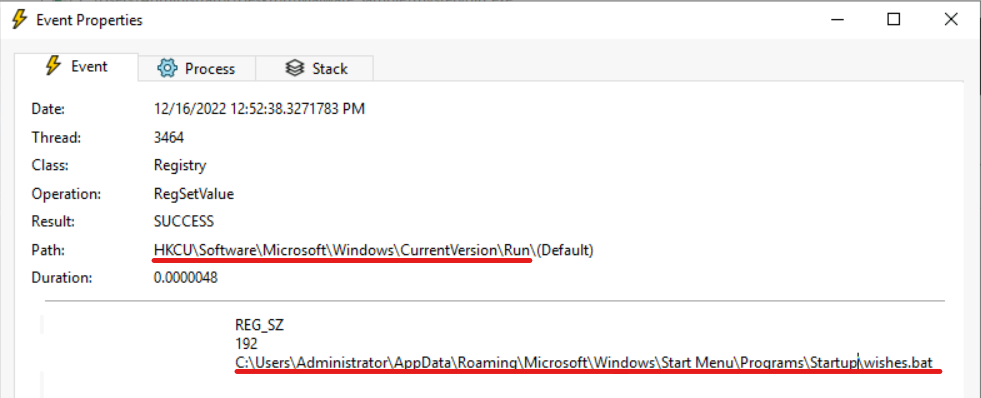 Event Properties
Event Process Stack
Date: 12/16/2022 12:52:38.3271783 PM
Thread: 3464
Class: Registry
Operation: RegSetValue
Result: SUCCESS
Path: HKCU\Software\Microsoft\Windows\CurrentVersion\Run\(Default)
Duration: 0.0000048
REG_SZ
192
C:\Users\Administrator\AppData\Roaming\Microsoft\Windows\Start Menu\Programs\Startup\wishes.bat